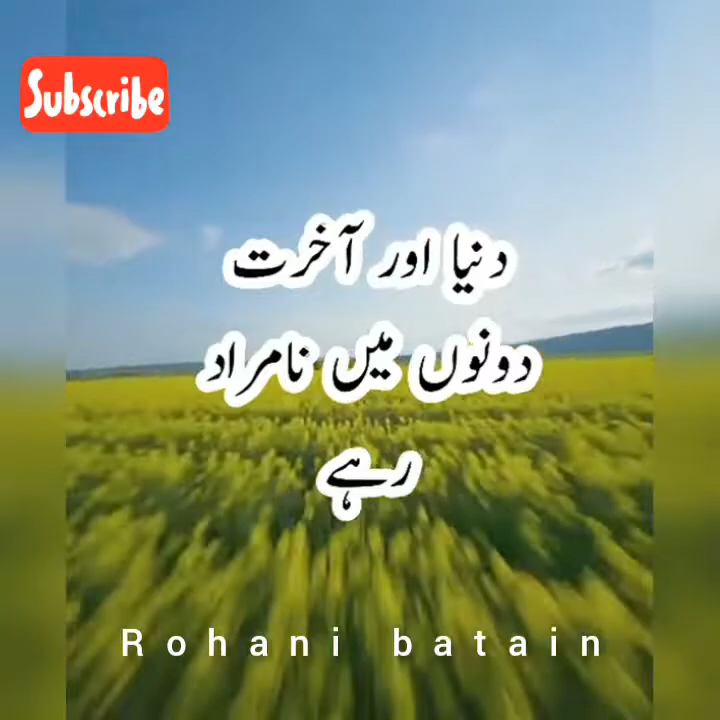 Subscribe
دنیا اور آخرت
دونوں میں نامراد
رہے
Rohani batain